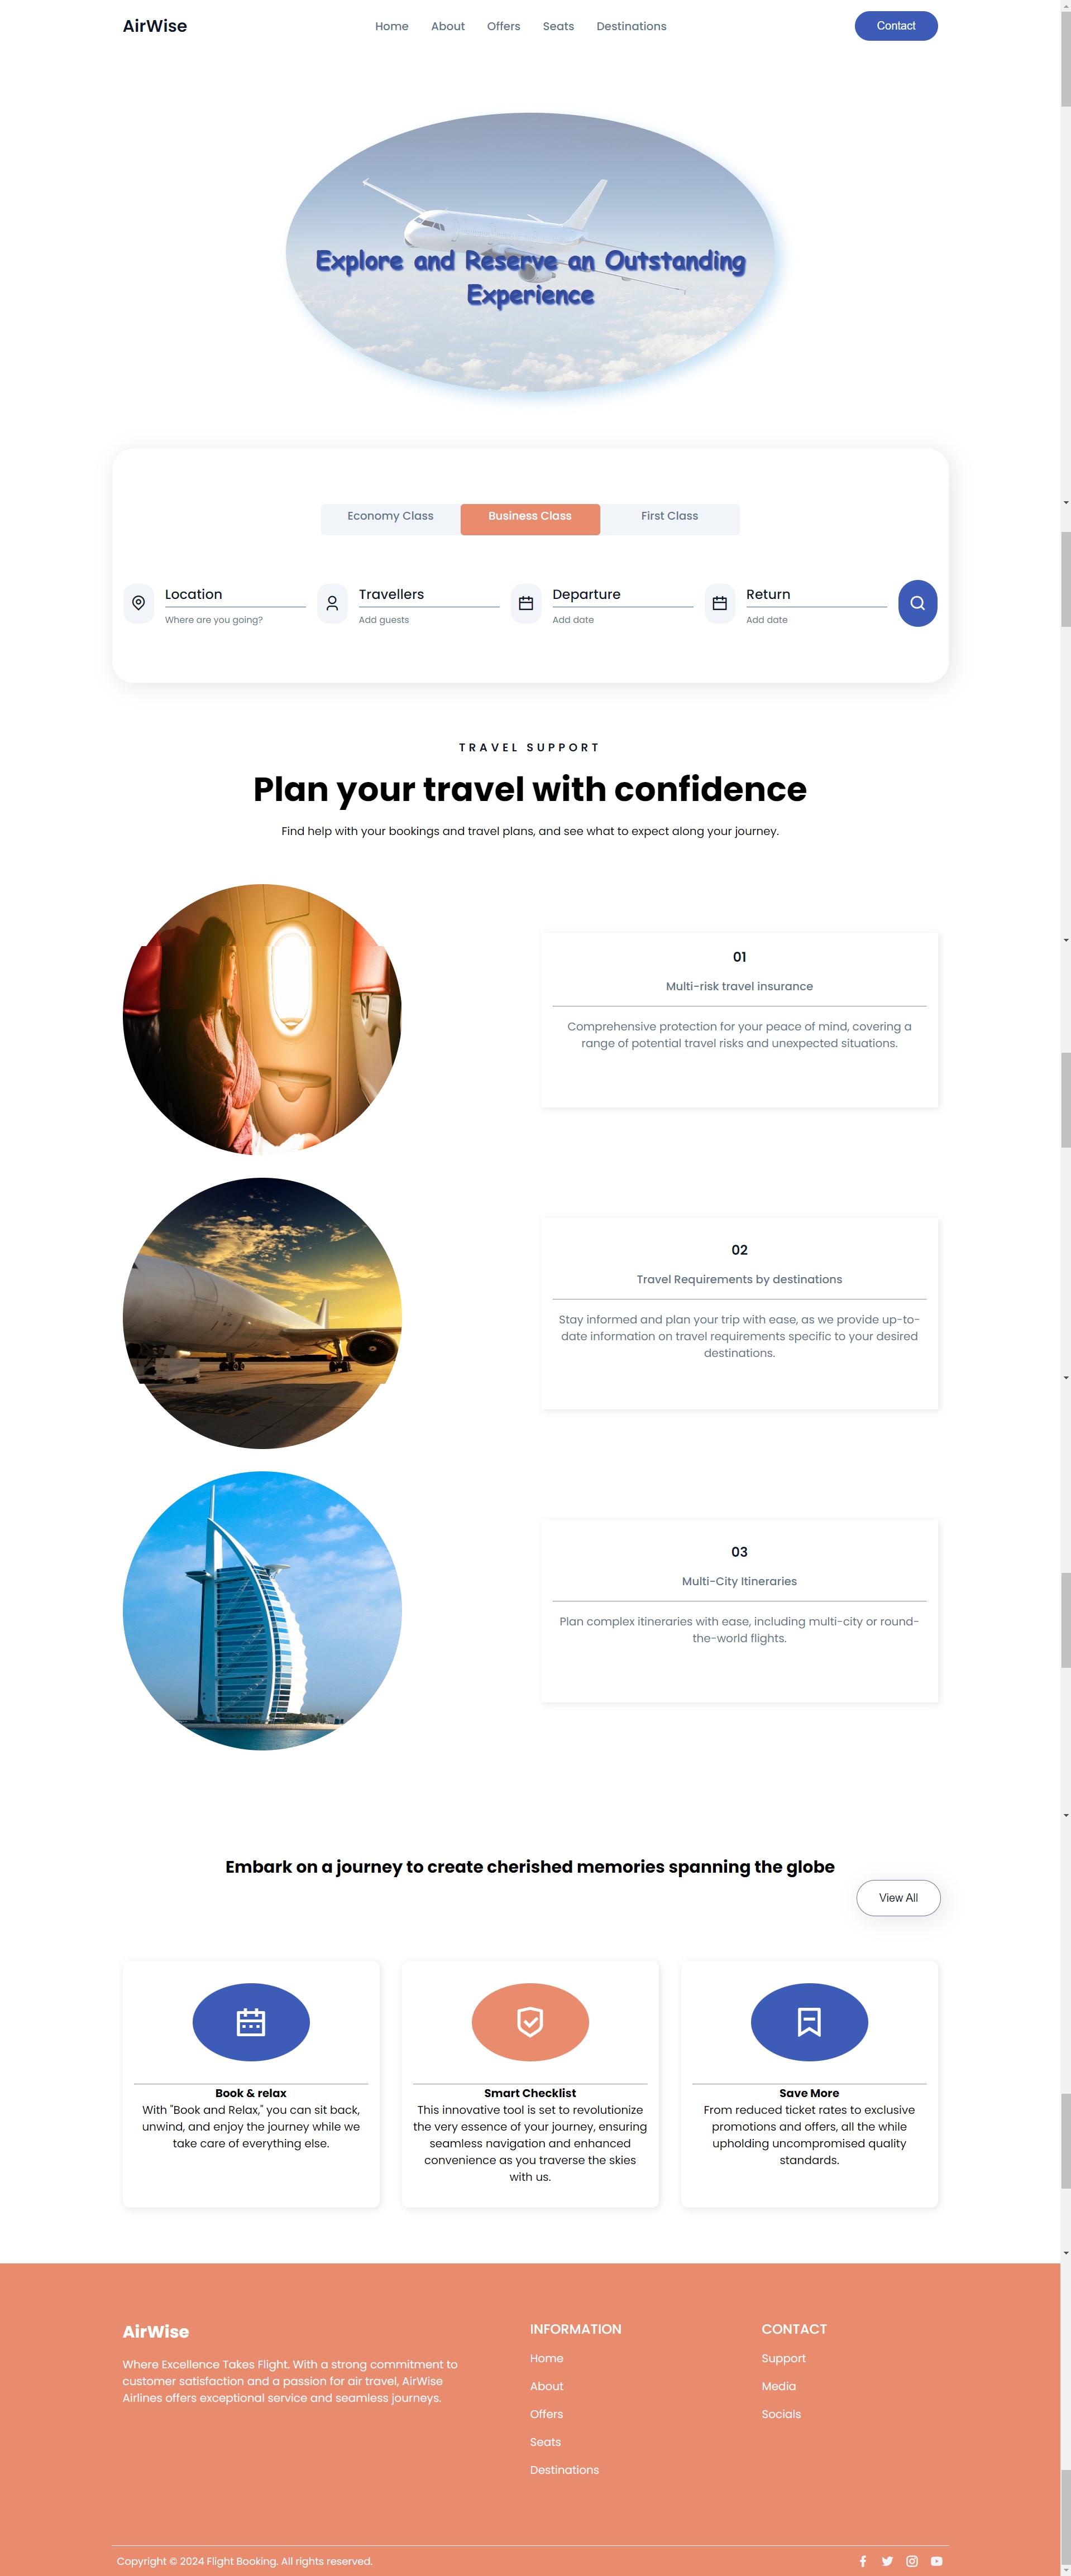 AirWise
Home About Offers Seats Destinations
Contact
Explore and Reserve an Outstanding
Experience
Economy Class Business Class First Class
Location Travellers Departure Return
Where are you going? Add guests Add date Add date
TRAVEL SUPPORT
Plan your travel with confidence
Find help with your bookings and travel plans, and see what to expect along your journey.
01
Multi-risk travel insurance
Comprehensive protection for your peace of mind, covering a
range of potential travel risks and unexpected situations.
02
Travel Requirements by destinations
Stay informed and plan your trip with ease, as we provide up-to-
date information on travel requirements specific to your desired
destinations.
03
Multi-City Itineraries
Plan complex itineraries with ease, including multi-city or round-
the-world flights.
Embark on a journey to create cherished memories spanning the globe
View All
Book & relax
With "Book and Relax," you can sit back,
unwind, and enjoy the journey while we
take care of everything else.
Smart Checklist
This innovative tool is set to revolutionize
the very essence of your journey, ensuring
seamless navigation and enhanced
convenience as you traverse the skies
with us.
Save More
From reduced ticket rates to exclusive
promotions and offers, all the while
upholding uncompromised quality
standards.
AirWise
Where Excellence Takes Flight. With a strong commitment to
customer satisfaction and a passion for air travel, AirWise
Airlines offers exceptional service and seamless journeys.
INFORMATION
Home
About
Offers
Seats
Destinations
CONTACT
Support
Media
Socials
Copyright © 2024 Flight Booking. All rights reserved.